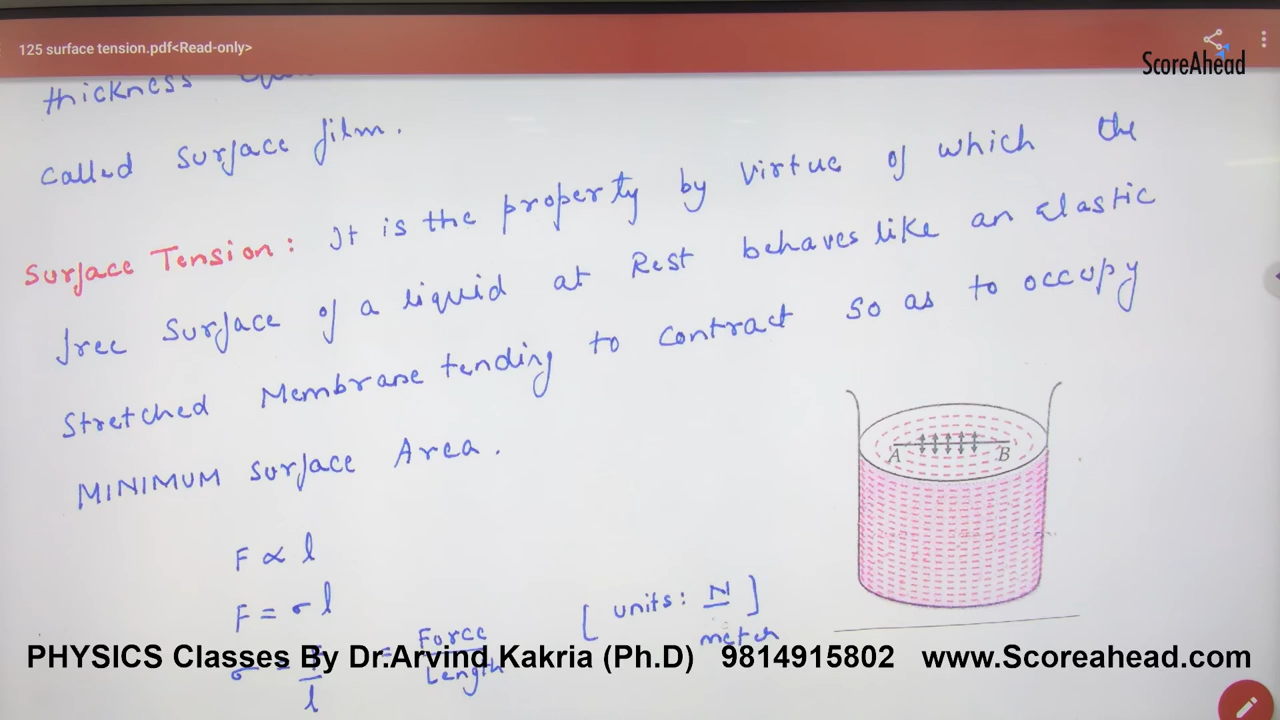 125 surface tension.pdf<Read-only>
ScoreAhead
thickness
called surface film.
Surface Tension: It is the property by virtue of which the
free surface of a liquid at Rest behaves like an elastic
stretched Membrane tending to contract so as to occupy
MINIMUM surface Area.
A B
F ∝ l
F = σ l
[ units: N / meter ]
σ = F / l = Force / Length
PHYSICS Classes By Dr.Arvind Kakria (Ph.D) 9814915802 www.Scoreahead.com